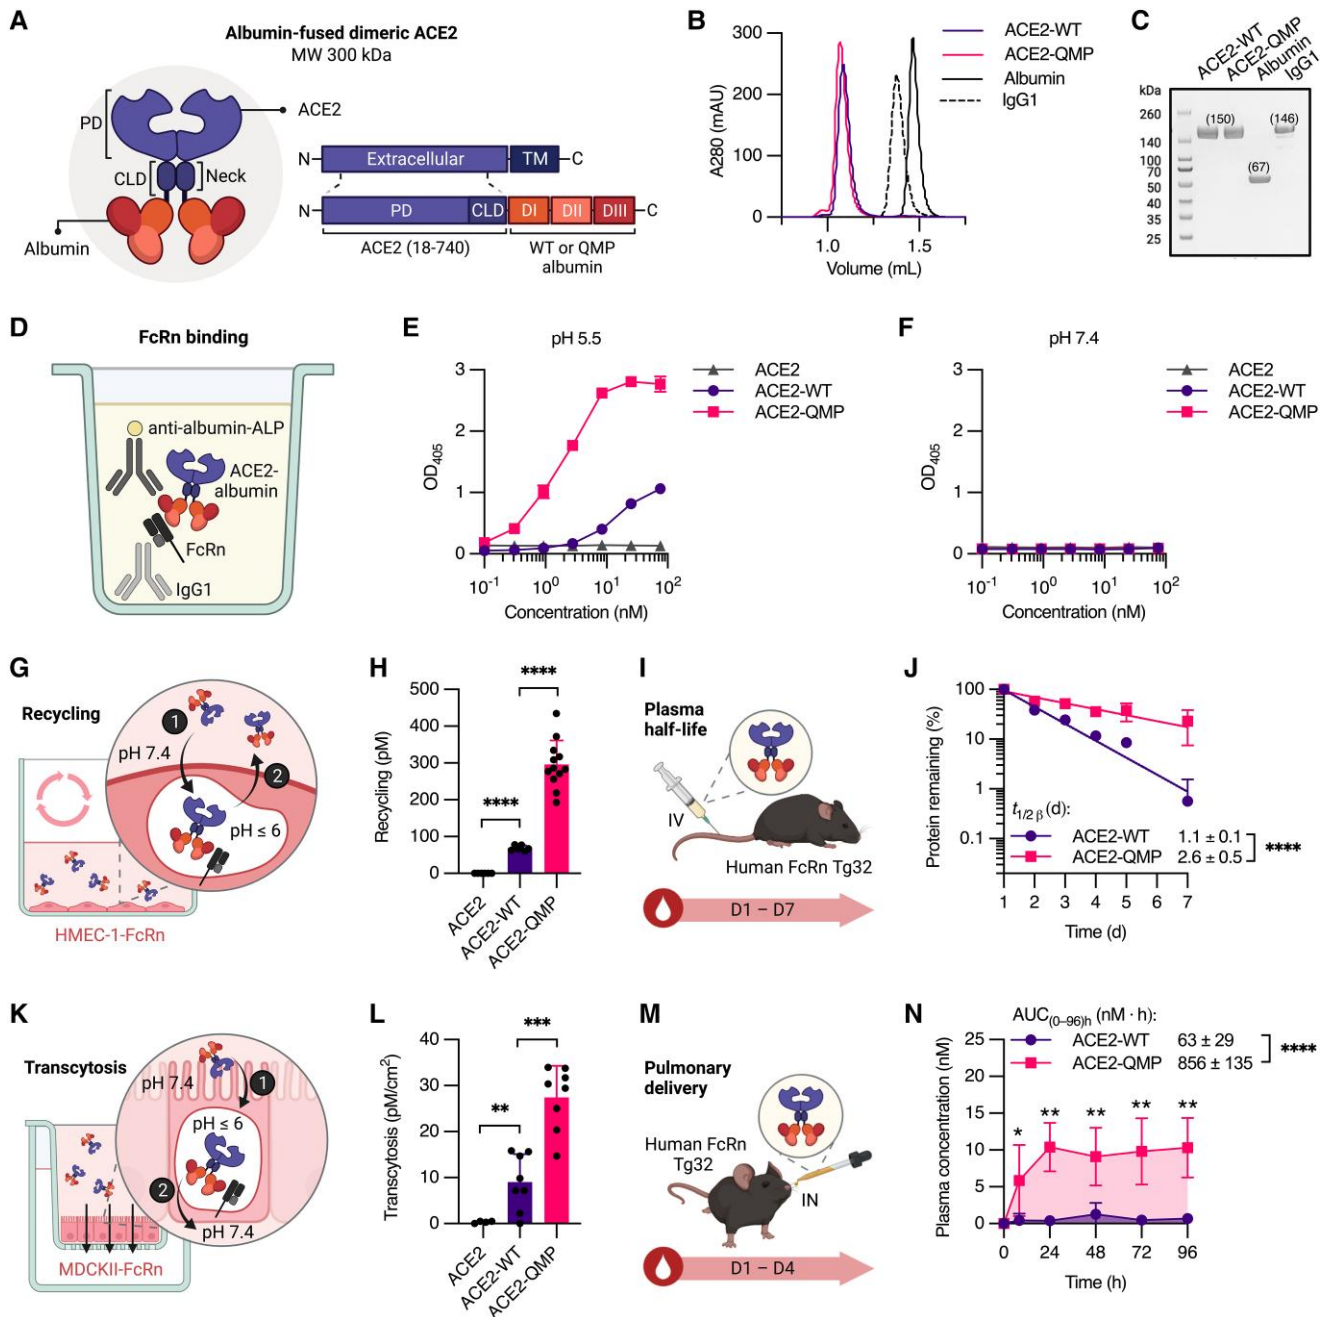 A
Albumin-fused dimeric ACE2
MW 300 kDa
PD
ACE2
CLD
Neck
Albumin
N
Extracellular
TM
C
N
PD
CLD
DI
DII
DIII
C
ACE2 (18-740)
WT or QMP
albumin
B
A280 (mAU)
300
200
100
0
1.0
1.5
Volume (mL)
ACE2-WT
ACE2-QMP
Albumin
IgG1
C
ACE2-WT
ACE2-QMP
Albumin
IgG1
kDa
260
140
100
70
50
40
35
25
(150)
(67)
(146)
D
FcRn binding
anti-albumin-ALP
ACE2-
albumin
FcRn
IgG1
E
pH 5.5
OD405
3
2
1
0
10-1
100
101
102
Concentration (nM)
ACE2
ACE2-WT
ACE2-QMP
F
pH 7.4
OD405
3
2
1
0
10-1
100
101
102
Concentration (nM)
ACE2
ACE2-WT
ACE2-QMP
G
Recycling
1
pH 7.4
2
pH ≤ 6
HMEC-1-FcRn
H
Recycling (pM)
500
400
300
200
100
0
****
****
ACE2
ACE2-WT
ACE2-QMP
I
Plasma
half-life
IV
Human FcRn Tg32
D1 – D7
J
Protein remaining (%)
100
10
1
0.1
t1/2 β (d):
ACE2-WT 1.1 ± 0.1
ACE2-QMP 2.6 ± 0.5
****
1 2 3 4 5 6 7
Time (d)
K
Transcytosis
pH 7.4
1
pH ≤ 6
2
pH 7.4
MDCKII-FcRn
L
Transcytosis (pM/cm2)
40
30
20
10
0
**
***
ACE2
ACE2-WT
ACE2-QMP
M
Pulmonary
delivery
Human FcRn
Tg32
IN
D1 – D4
N
AUC(0–96)h (nM · h):
ACE2-WT 63 ± 29
ACE2-QMP 856 ± 135
****
Plasma concentration (nM)
25
20
15
10
5
0
* ** ** ** **
0 24 48 72 96
Time (h)